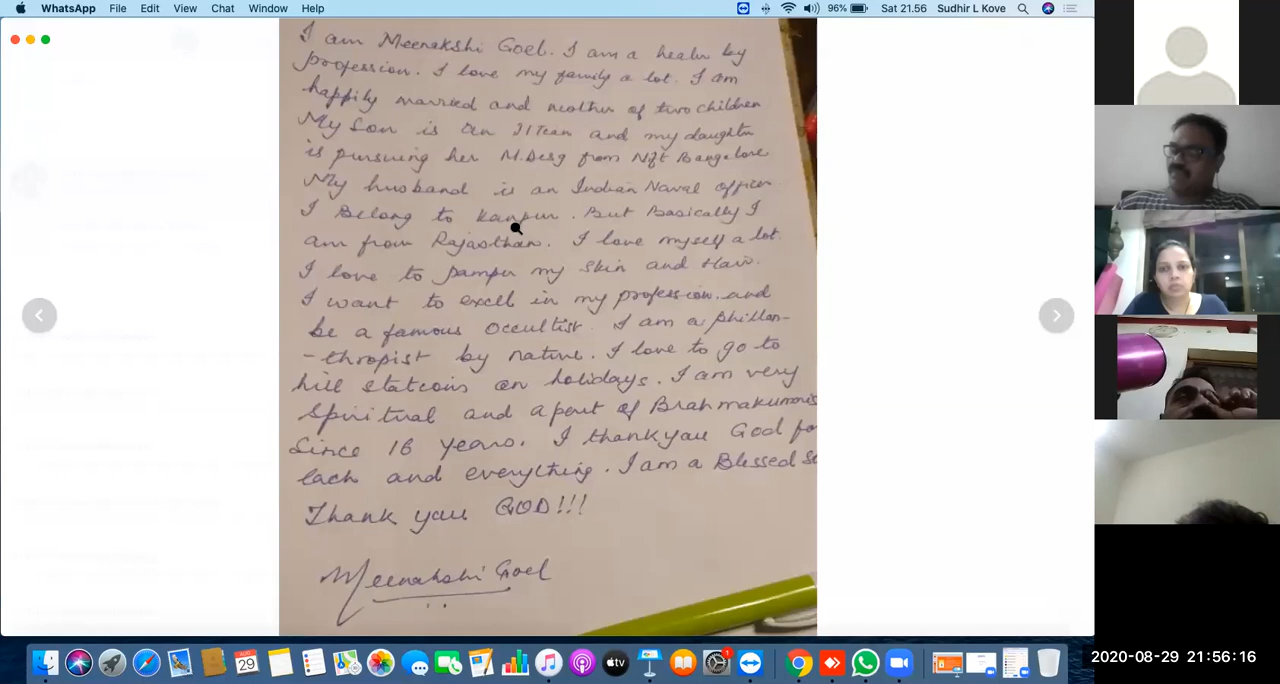 WhatsApp File Edit View Chat Window Help 96% Sat 21.56 Sudhir L Kove
I am Meenakshi Goel. I am a healer by
profession. I love my family a lot. I am
happily married and mother of two children
My Son is an IITean and my daughter
is pursuing her M.Desg from Nift Bangalore
My husband is an Indian Naval officer
I Belong to Kanpur. But Basically I
am from Rajasthan. I love myself a lot.
I love to pamper my skin and Hair.
I want to excell in my profession and
be a famous occultist. I am a phillan-
-thropist by nature. I love to go to
hill stations on holidays. I am very
spiritual and a part of Brahmakumaris
Since 16 years. I thank you God for
each and everything. I am a Blessed
Thank you GOD!!!
Meenakshi Goel
AUG
29
tv
1
2020-08-29 21:56:16